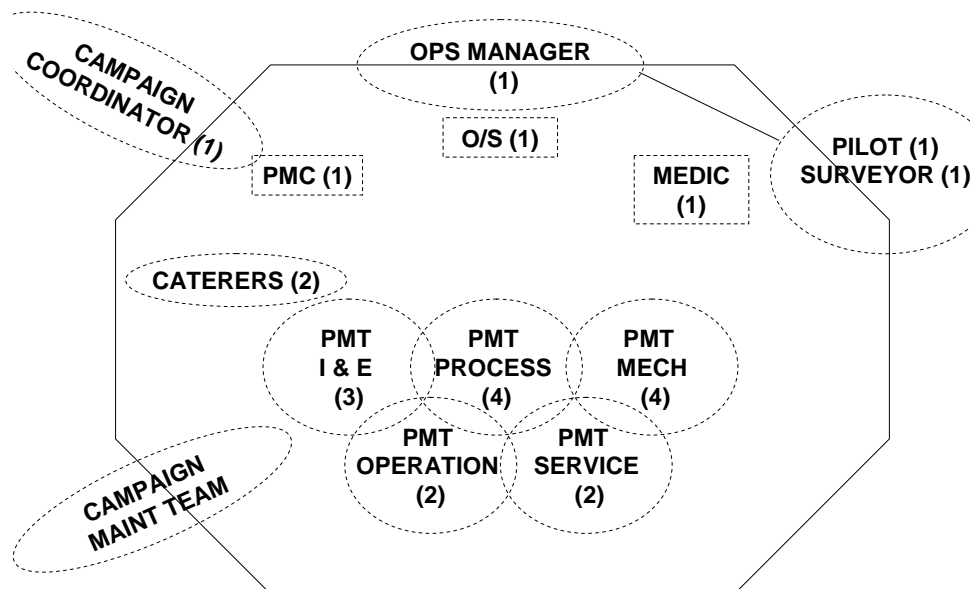 CAMPAIGN
COORDINATOR (1)
OPS MANAGER
(1)
O/S (1)
PMC (1)
MEDIC
(1)
PILOT (1)
SURVEYOR (1)
CATERERS (2)
PMT
I & E
(3)
PMT
PROCESS
(4)
PMT
MECH
(4)
PMT
OPERATION
(2)
PMT
SERVICE
(2)
CAMPAIGN
MAINT TEAM